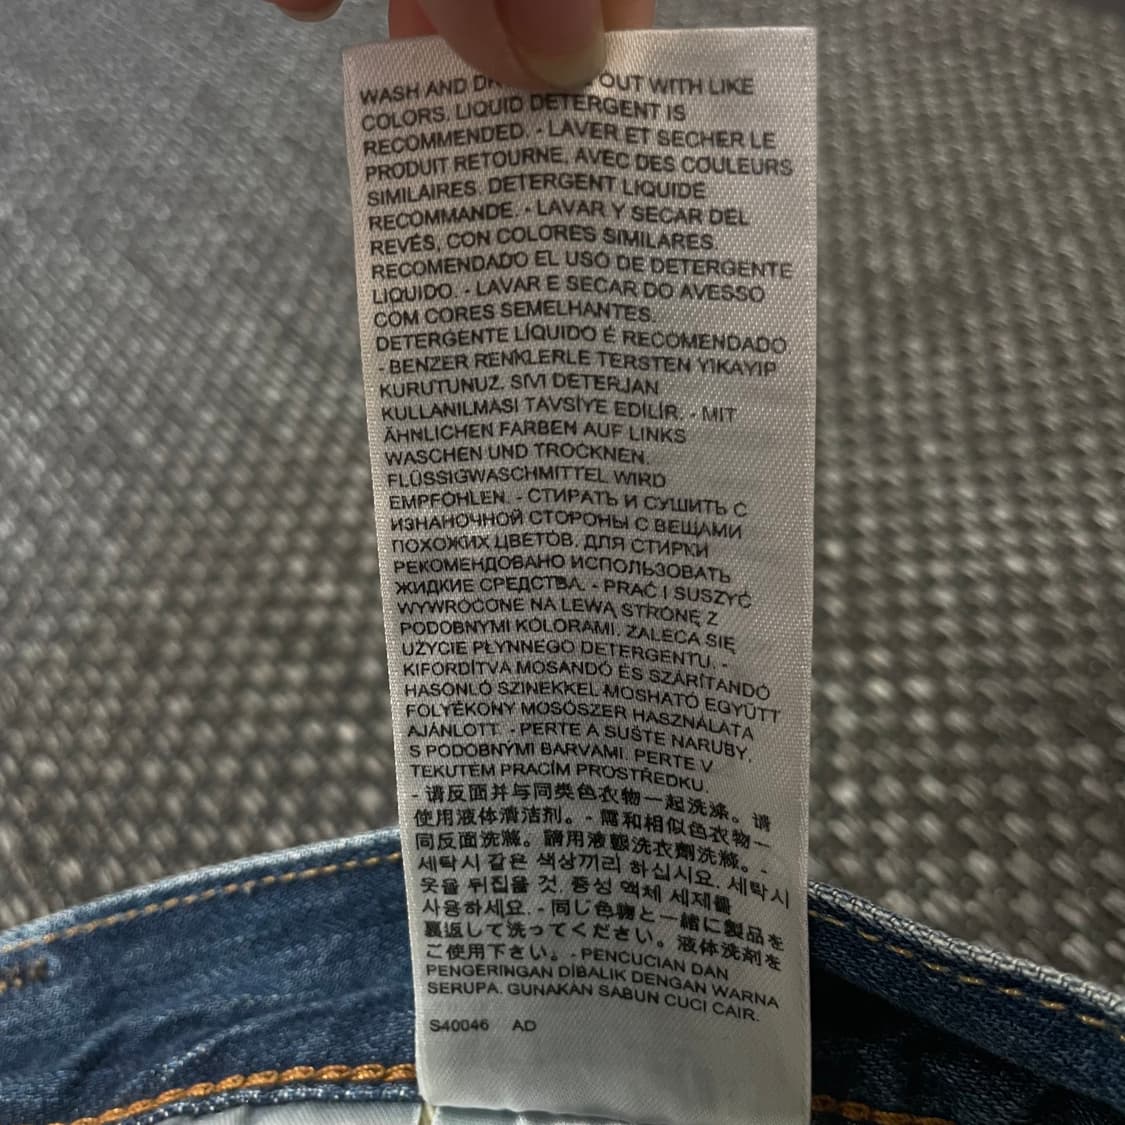 WASH AND OUT WITH LIKE
COLORS. LIQUID DETERGENT IS
RECOMMENDED. - LAVER ET SECHER LE
PRODUIT RETOURNE, AVEC DES COULEURS
SIMILAIRES. DETERGENT LIQUIDE
RECOMMANDE. - LAVAR Y SECAR DEL
REVÉS, CON COLORES SIMILARES.
RECOMENDADO EL USO DE DETERGENTE
LIQUIDO. - LAVAR E SECAR DO AVESSO
COM CORES SEMELHANTES.
DETERGENTE LÍQUIDO É RECOMENDADO
- BENZER RENKLERLE TERSTEN YIKAYIP
KURUTUNUZ. SIVI DETERJAN
KULLANILMASI TAVSİYE EDİLİR. - MIT
ÄHNLICHEN FARBEN AUF LINKS
WASCHEN UND TROCKNEN.
FLÜSSIGWASCHMITTEL WIRD
EMPFOHLEN. - СТИРАТЬ И СУШИТЬ С
ИЗНАНОЧНОЙ СТОРОНЫ С ВЕЩАМИ
ПОХОЖИХ ЦВЕТОВ. ДЛЯ СТИРКИ
РЕКОМЕНДОВАНО ИСПОЛЬЗОВАТЬ
ЖИДКИЕ СРЕДСТВА. - PRAĆ I SUSZYĆ
WYWRÓCONE NA LEWĄ STRONĘ Z
PODOBNYMI KOLORAMI. ZALECA SIĘ
UŻYCIE PŁYNNEGO DETERGENTU. -
KIFORDÍTVA MOSANDÓ ÉS SZÁRÍTANDÓ
HASONLÓ SZINEKKEL MOSHATÓ EGYÜTT
FOLYÉKONY MOSÓSZER HASZNÁLATA
AJÁNLOTT. - PERTE A SUŠTE NARUBY,
S PODOBNÝMI BARVAMI. PERTE V
TEKUTÉM PRACÍM PROSTŘEDKU.
- 请反面并与同类色衣物一起洗涤。请
使用液体清洁剂。- 需和相似色衣物一
同反面洗滌。請用液體洗衣劑洗滌。-
세탁시 같은 색상끼리 하십시요. 세탁시
옷을 뒤집을 것. 중성 액체 세제를
사용하세요. - 同じ色物と一緒に製品を
裏返して洗ってください。液体洗剤を
ご使用下さい。- PENCUCIAN DAN
PENGERINGAN DIBALIK DENGAN WARNA
SERUPA. GUNAKAN SABUN CUCI CAIR.
S40046 AD